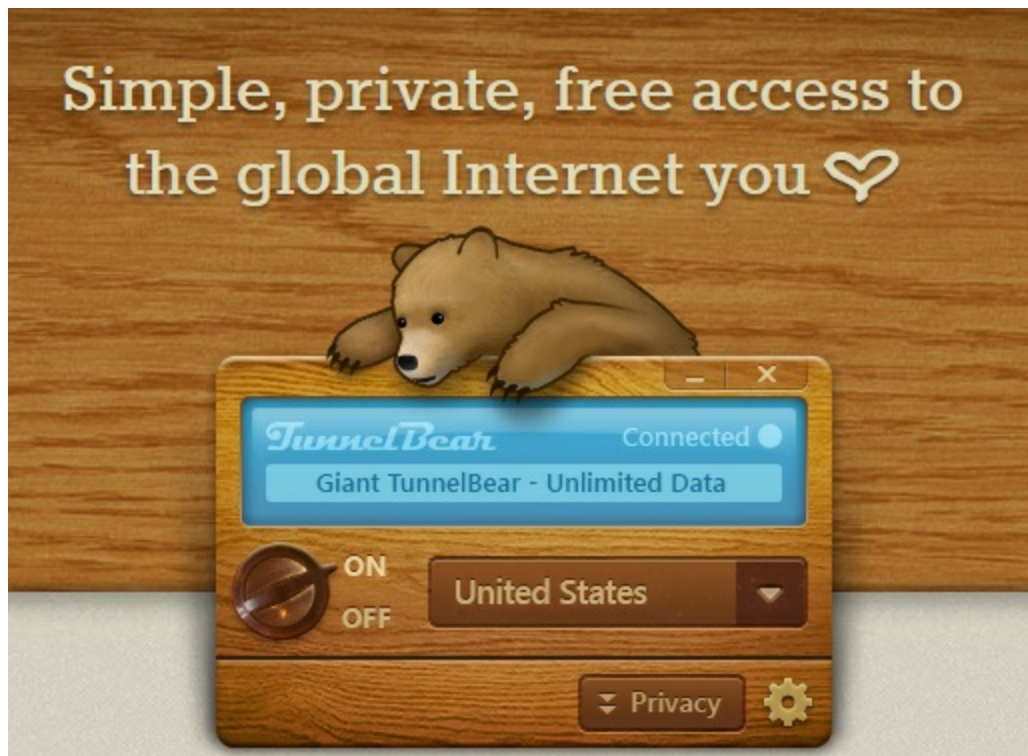 Simple, private, free access to
the global Internet you
TunnelBear
Connected
Giant TunnelBear - Unlimited Data
ON
United States
OFF
Privacy